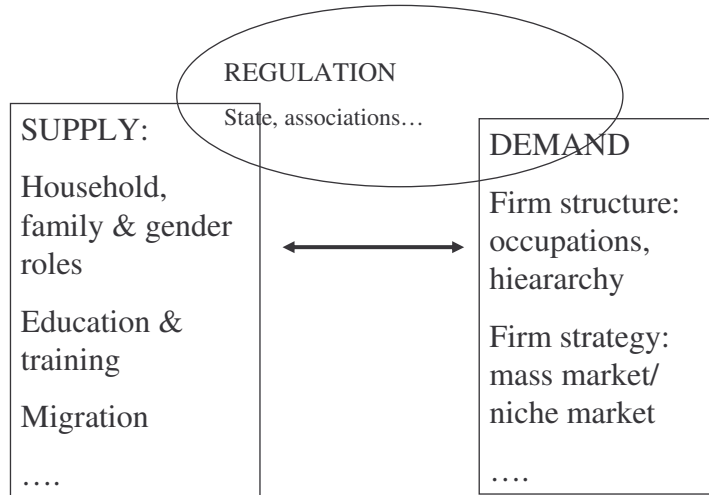 REGULATION
State, associations…
SUPPLY:
Household,
family & gender
roles
Education &
training
Migration
….
DEMAND
Firm structure:
occupations,
hieararchy
Firm strategy:
mass market/
niche market
….